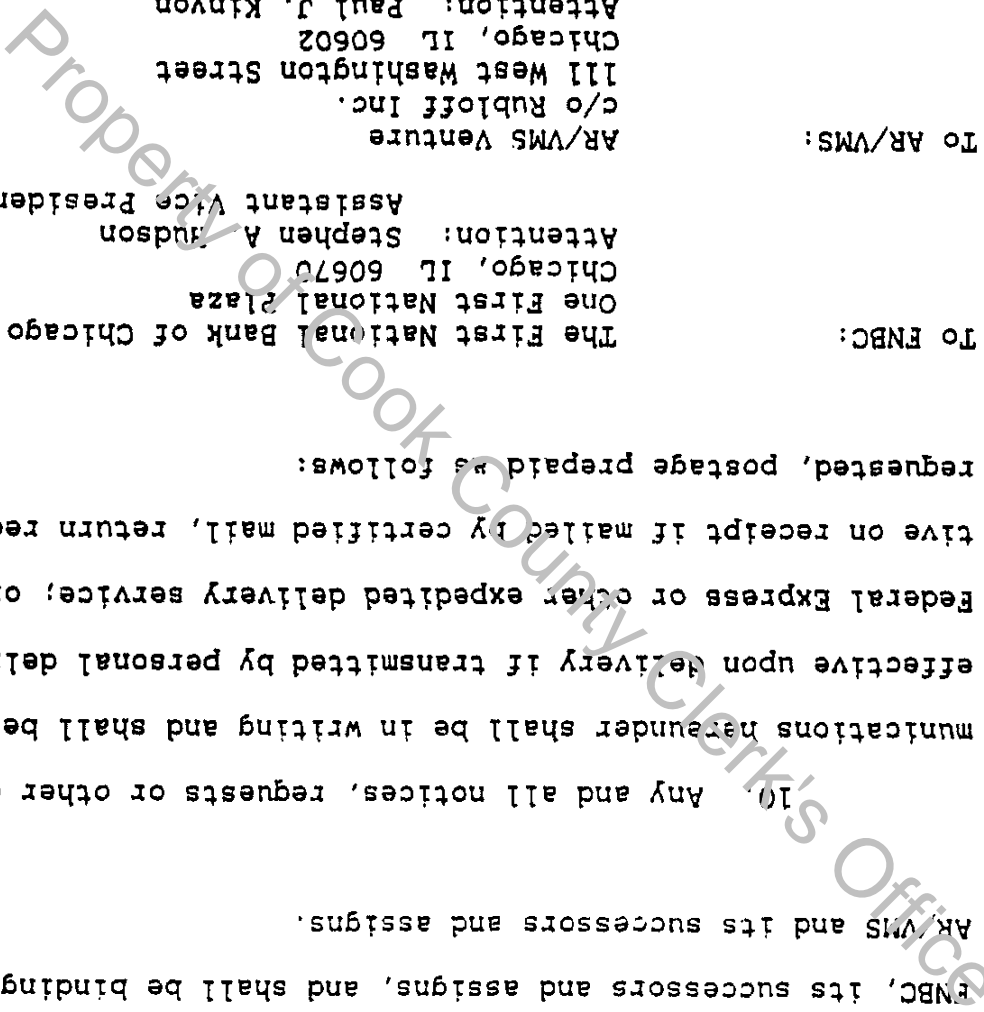 FNBC, its successors and assigns, and shall be binding
AR/VMS and its successors and assigns.
10. Any and all notices, requests or other
munications hereunder shall be in writing and shall be
effective upon delivery if transmitted by personal del
Federal Express or other expedited delivery service; o
tive on receipt if mailed by certified mail, return rec
requested, postage prepaid as follows:
To FNBC: The First National Bank of Chicago
One First National Plaza
Chicago, IL 60670
Attention: Stephen A. Hudson
Assistant Vice Presiden
To AR/VMS: AR/VMS Venture
c/o Rubloff Inc.
111 West Washington Street
Chicago, IL 60602
Attention: Paul J. Kinyon
Property of Cook County Clerk's Office